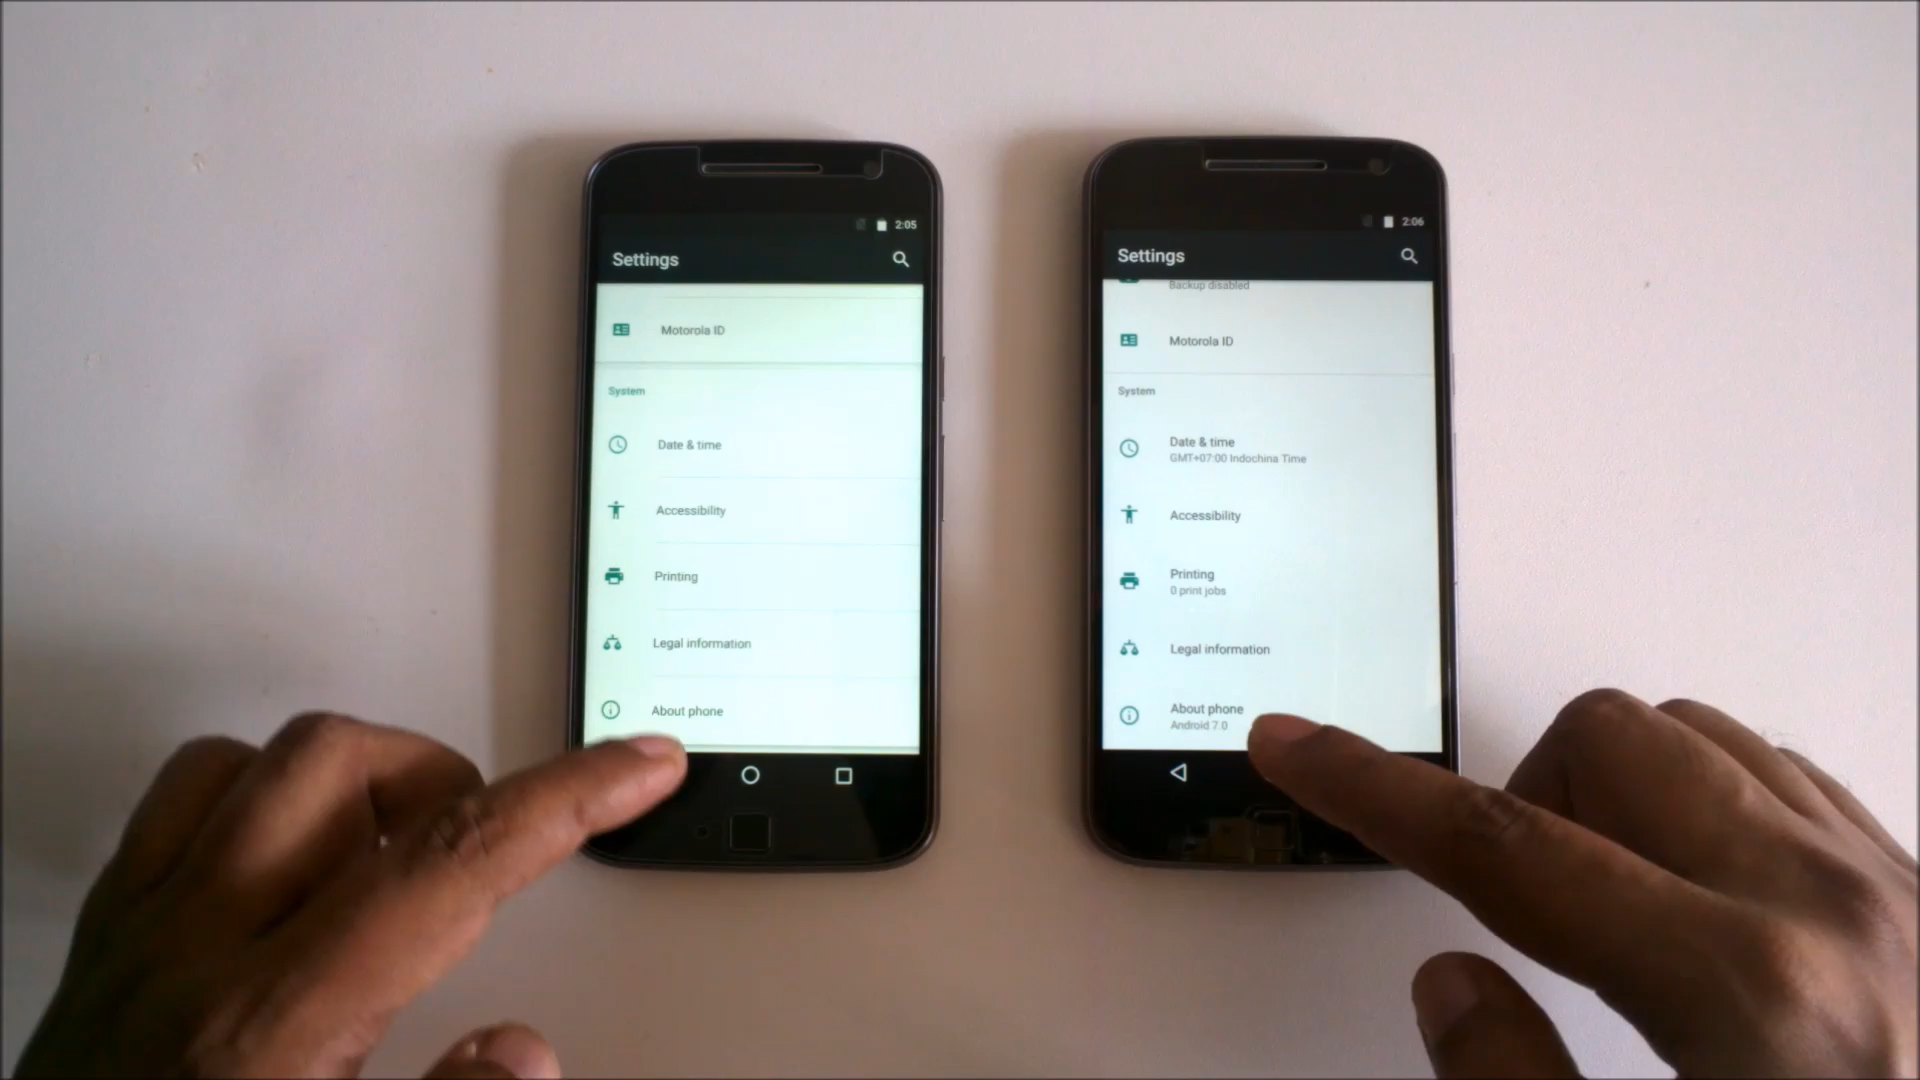 2:05
Settings
Motorola ID
System
Date & time
Accessibility
Printing
Legal information
About phone
2:06
Settings
Backup disabled
Motorola ID
System
Date & time
GMT+07:00 Indochina Time
Accessibility
Printing
0 print jobs
Legal information
About phone
Android 7.0